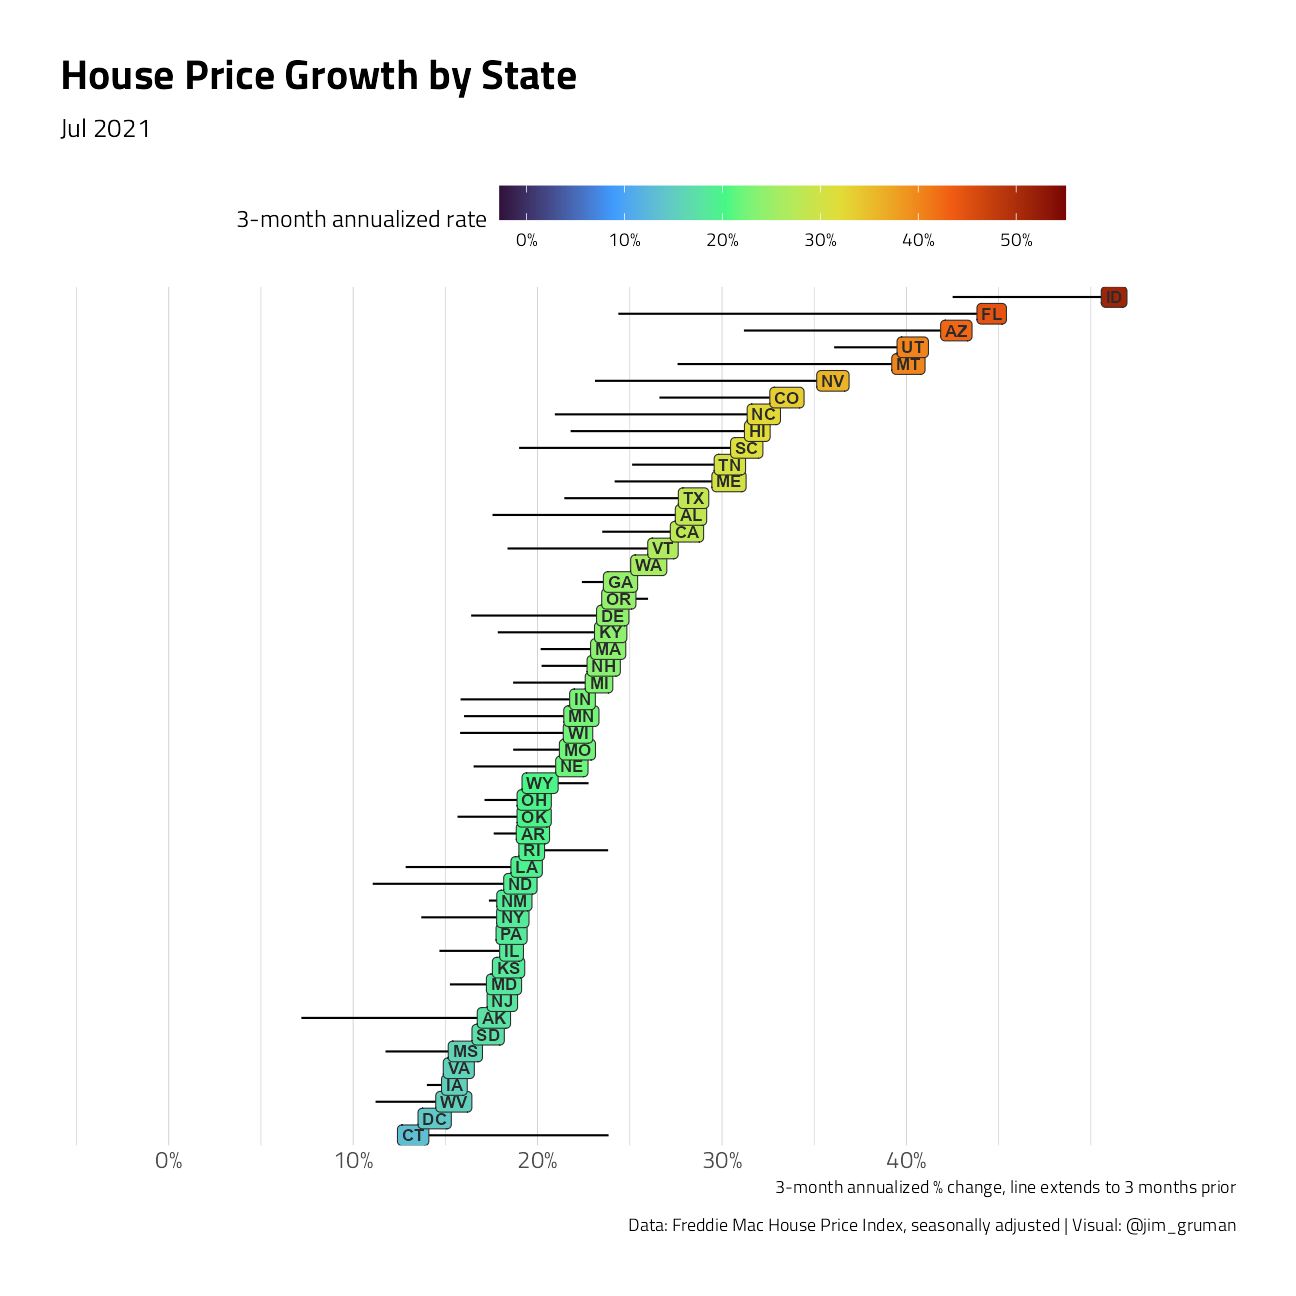 House Price Growth by State
Jul 2021
3-month annualized rate
0% 10% 20% 30% 40% 50%
ID
FL
AZ
UT
MT
NV
CO
NC
HI
SC
TN
ME
TX
AL
CA
VT
WA
GA
OR
DE
KY
MA
NH
MI
IN
MN
WI
MO
NE
WY
OH
OK
AR
RI
LA
ND
NM
NY
PA
IL
KS
MD
NJ
AK
SD
MS
VA
IA
WV
DC
CT
0% 10% 20% 30% 40%
3-month annualized % change, line extends to 3 months prior
Data: Freddie Mac House Price Index, seasonally adjusted | Visual: @jim_gruman